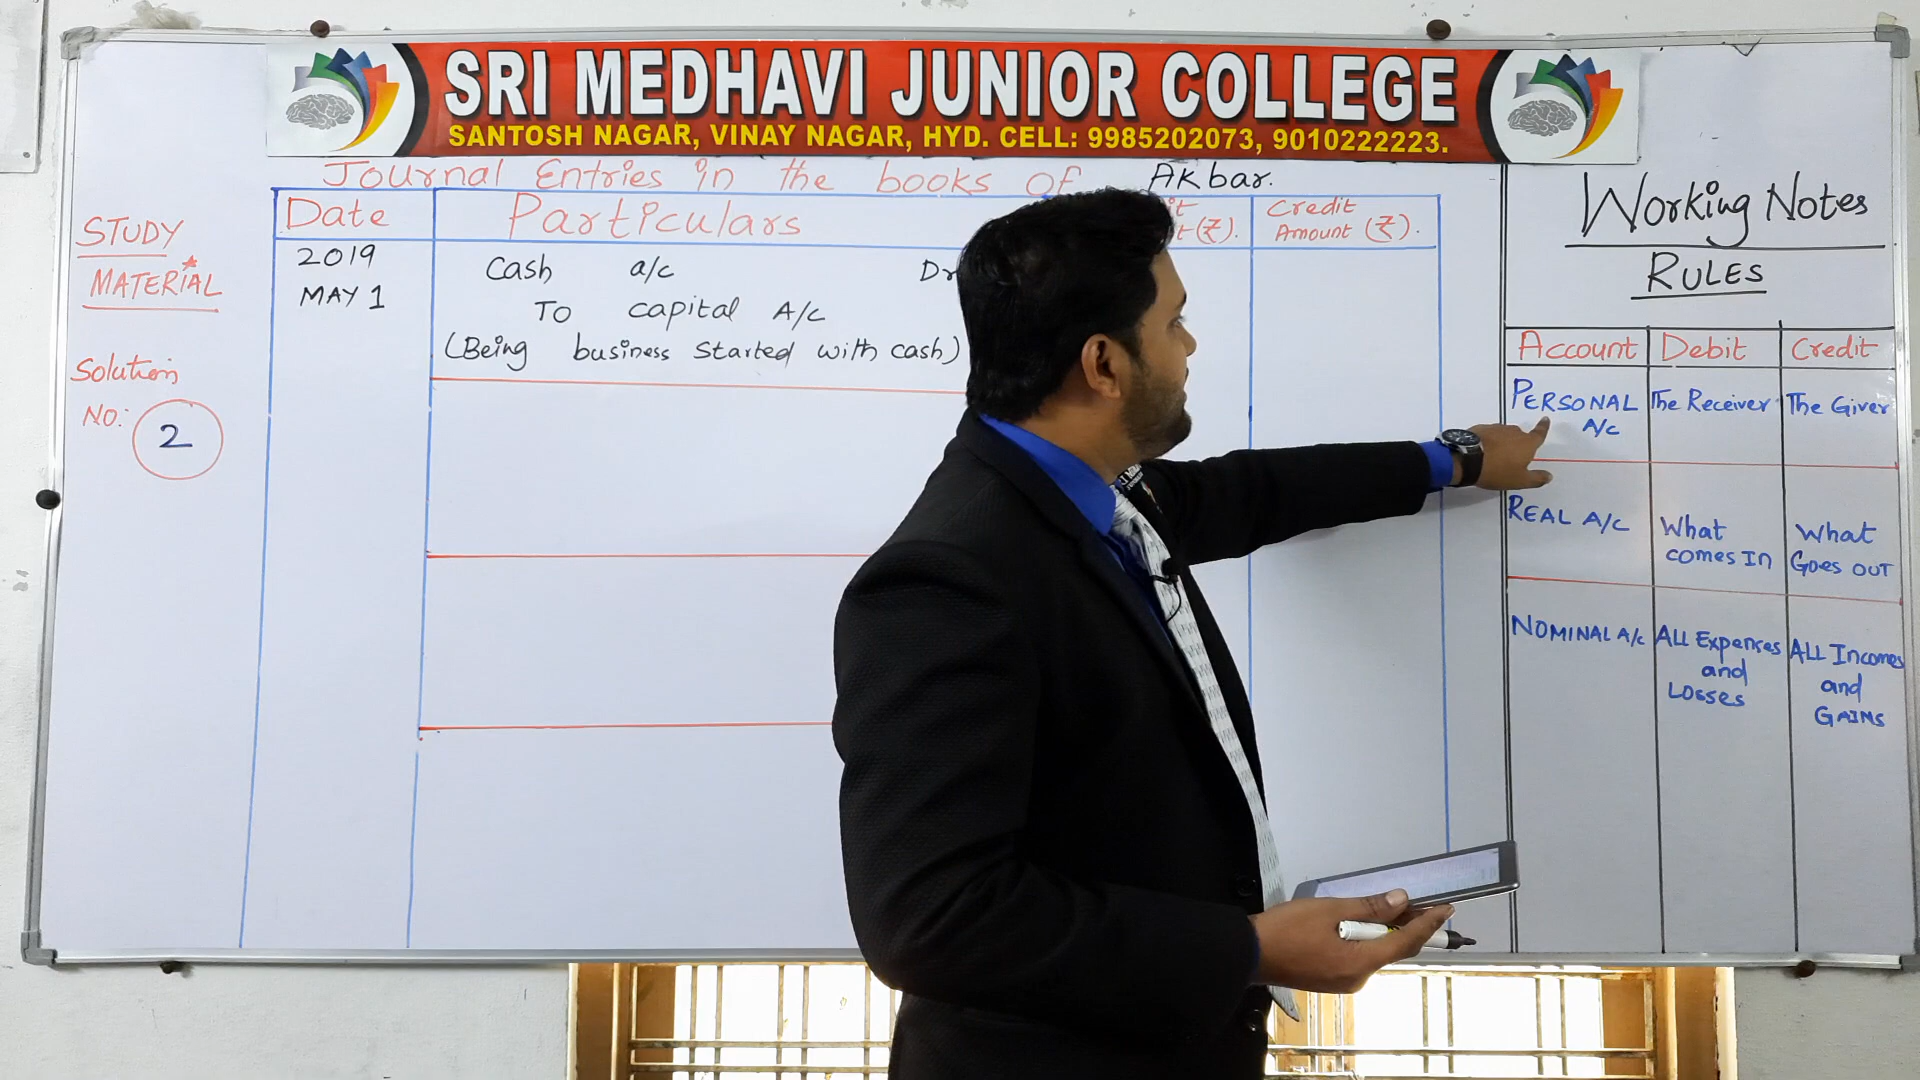 SRI MEDHAVI JUNIOR COLLEGE
SANTOSH NAGAR, VINAY NAGAR, HYD. CELL: 9985202073, 9010222223.
Journal Entries in the books of Akbar.
STUDY
MATERIAL
Solution
NO: 2
Date Particulars (₹). Credit
Amount (₹).
2019
MAY 1
Cash a/c Dr
To capital A/c
(Being business started with cash)
Working Notes
RULES
Account Debit Credit
PERSONAL A/c The Receiver The Giver
REAL A/c What comes In What Goes OUT
NOMINAL A/c ALL Expenses and Losses ALL Incomes and GAINS